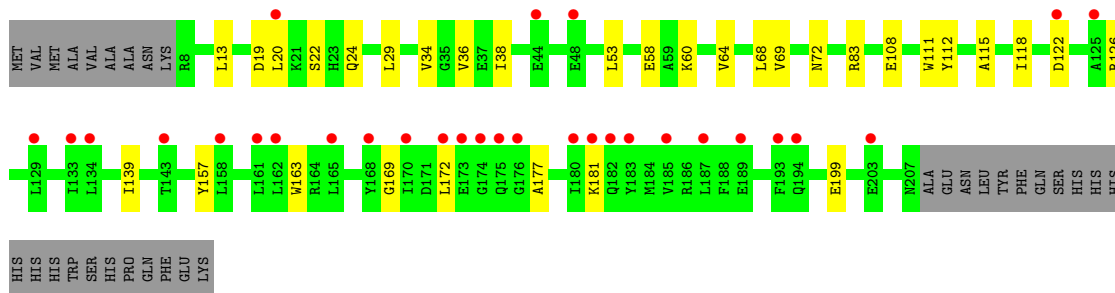 MET VAL MET ALA VAL ALA ALA ASN LYS R8 L13 D19 L20 K21 S22 H23 Q24 L29 V34 G35 V36 E37 I38 E44 E48 L53 E58 A59 K60 V64 L68 V69 N72 R83 E108 W111 Y112 A115 I118 D122 A125
L129 I133 L134 I139 T143 Y157 L158 L161 L162 W163 R164 L165 Y168 G169 I170 D171 L172 E173 G174 Q175 G176 A177 I180 K181 Q182 Y183 M184 V185 R186 L187 F188 E189 F193 Q194 E199 E203 N207 ALA GLU ASN LEU TYR PHE GLN SER HIS HIS HIS
HIS HIS HIS TRP SER HIS PRO GLN PHE GLU LYS